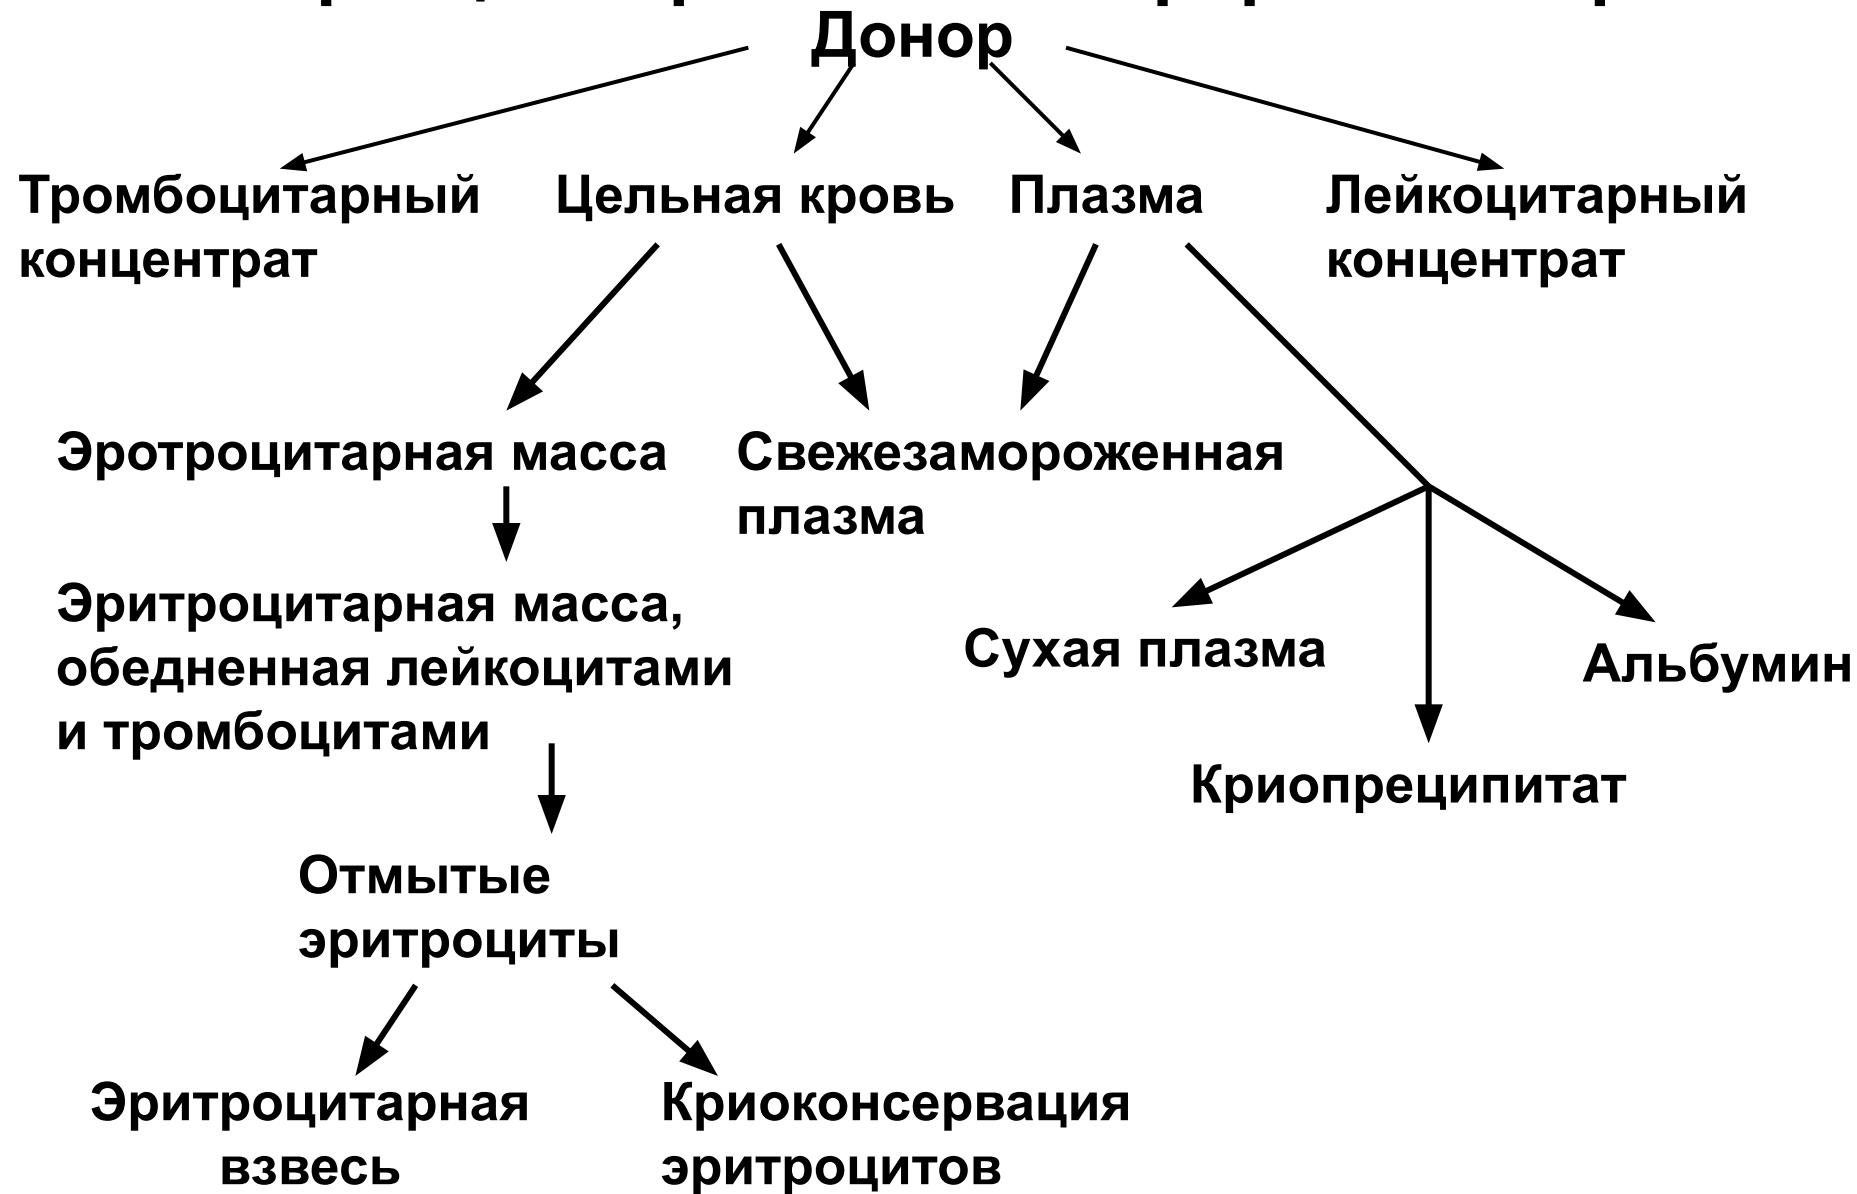 Донор
Тромбоцитарный
концентрат
Цельная кровь
Плазма
Лейкоцитарный
концентрат
Эротроцитарная масса
Свежезамороженная
плазма
Эритроцитарная масса,
обедненная лейкоцитами
и тромбоцитами
Сухая плазма
Альбумин
Криопреципитат
Отмытые
эритроциты
Эритроцитарная
взвесь
Криоконсервация
эритроцитов